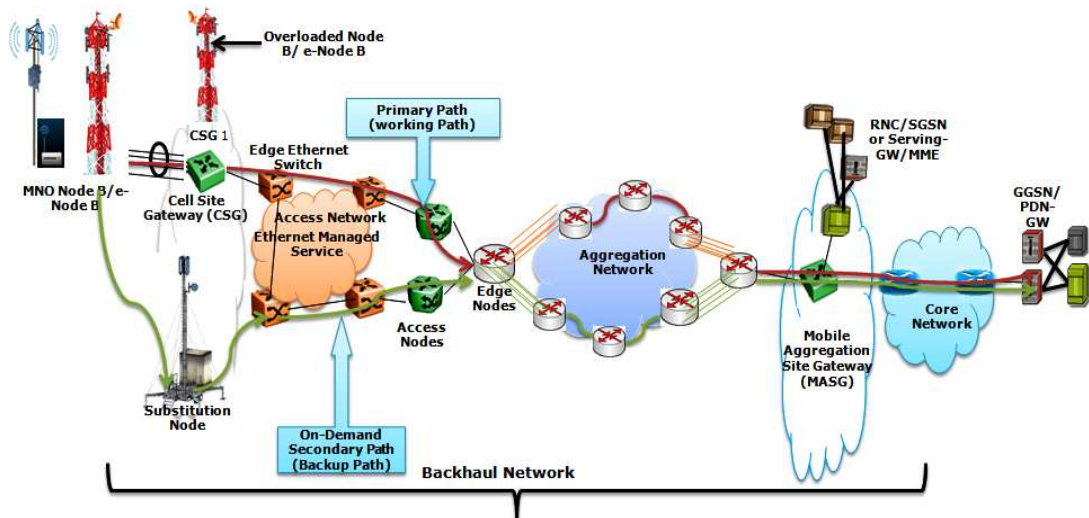 Overloaded Node
B/ e-Node B
Primary Path
(working Path)
RNC/SGSN
or Serving-
GW/MME
CSG 1
Edge Ethernet
Switch
GGSN/
PDN-
GW
MNO Node B/e-
Node B
Cell Site
Gateway (CSG)
Access Network
Ethernet Managed
Service
Aggregation
Network
Edge
Nodes
Access
Nodes
Core
Network
Mobile
Aggregation
Site Gateway
(MASG)
Substitution
Node
On-Demand
Secondary Path
(Backup Path)
Backhaul Network